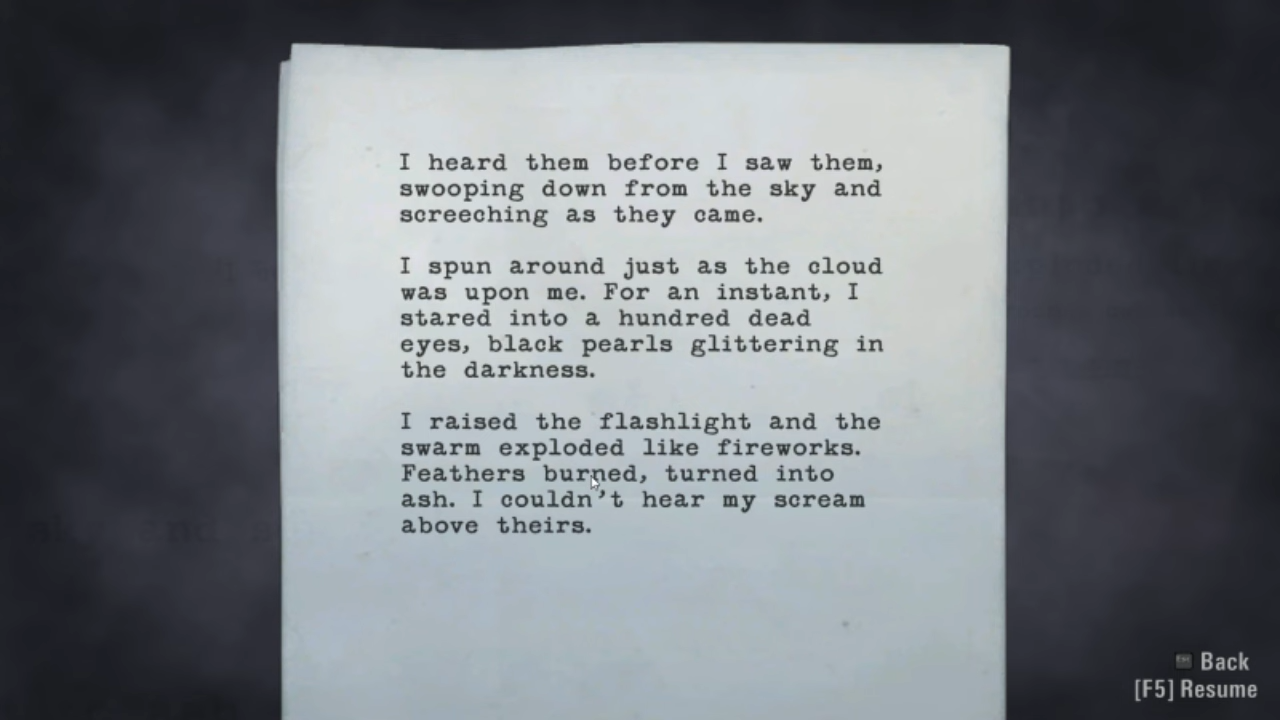 I heard them before I saw them,
swooping down from the sky and
screeching as they came.
I spun around just as the cloud
was upon me. For an instant, I
stared into a hundred dead
eyes, black pearls glittering in
the darkness.
I raised the flashlight and the
swarm exploded like fireworks.
Feathers burned, turned into
ash. I couldn't hear my scream
above theirs.
Back
[F5] Resume